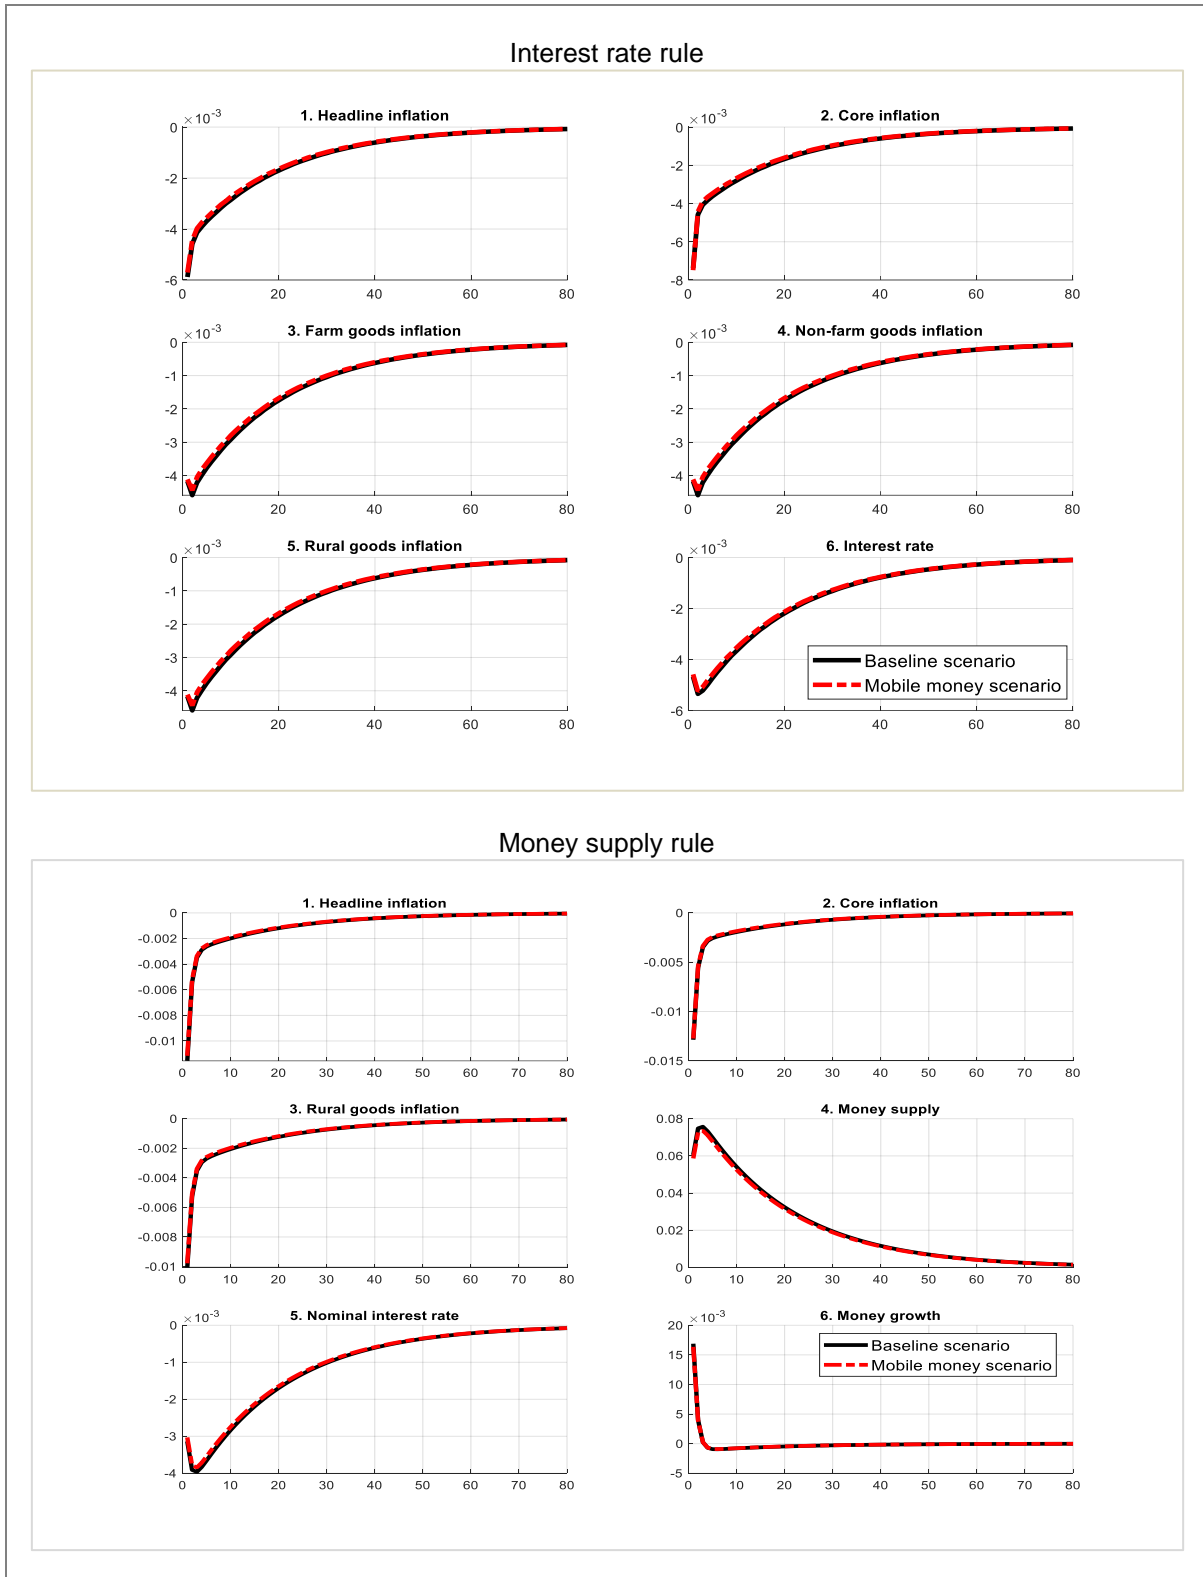 Interest rate rule
1. Headline inflation
×10-3
0
-2
-4
-6
0 20 40 60 80
2. Core inflation
×10-3
0
-2
-4
-6
-8
0 20 40 60 80
3. Farm goods inflation
×10-3
0
-1
-2
-3
-4
0 20 40 60 80
4. Non-farm goods inflation
×10-3
0
-1
-2
-3
-4
0 20 40 60 80
5. Rural goods inflation
×10-3
0
-1
-2
-3
-4
0 20 40 60 80
6. Interest rate
×10-3
0
-2
-4
-6
0 20 40 60 80
Baseline scenario
Mobile money scenario
Money supply rule
1. Headline inflation
0
-0.002
-0.004
-0.006
-0.008
-0.01
0 10 20 30 40 50 60 70 80
2. Core inflation
0
-0.005
-0.01
-0.015
0 10 20 30 40 50 60 70 80
3. Rural goods inflation
0
-0.002
-0.004
-0.006
-0.008
-0.01
0 10 20 30 40 50 60 70 80
4. Money supply
0.08
0.06
0.04
0.02
0
0 10 20 30 40 50 60 70 80
5. Nominal interest rate
×10-3
0
-1
-2
-3
-4
0 10 20 30 40 50 60 70 80
6. Money growth
×10-3
20
15
10
5
0
-5
0 10 20 30 40 50 60 70 80
Baseline scenario
Mobile money scenario